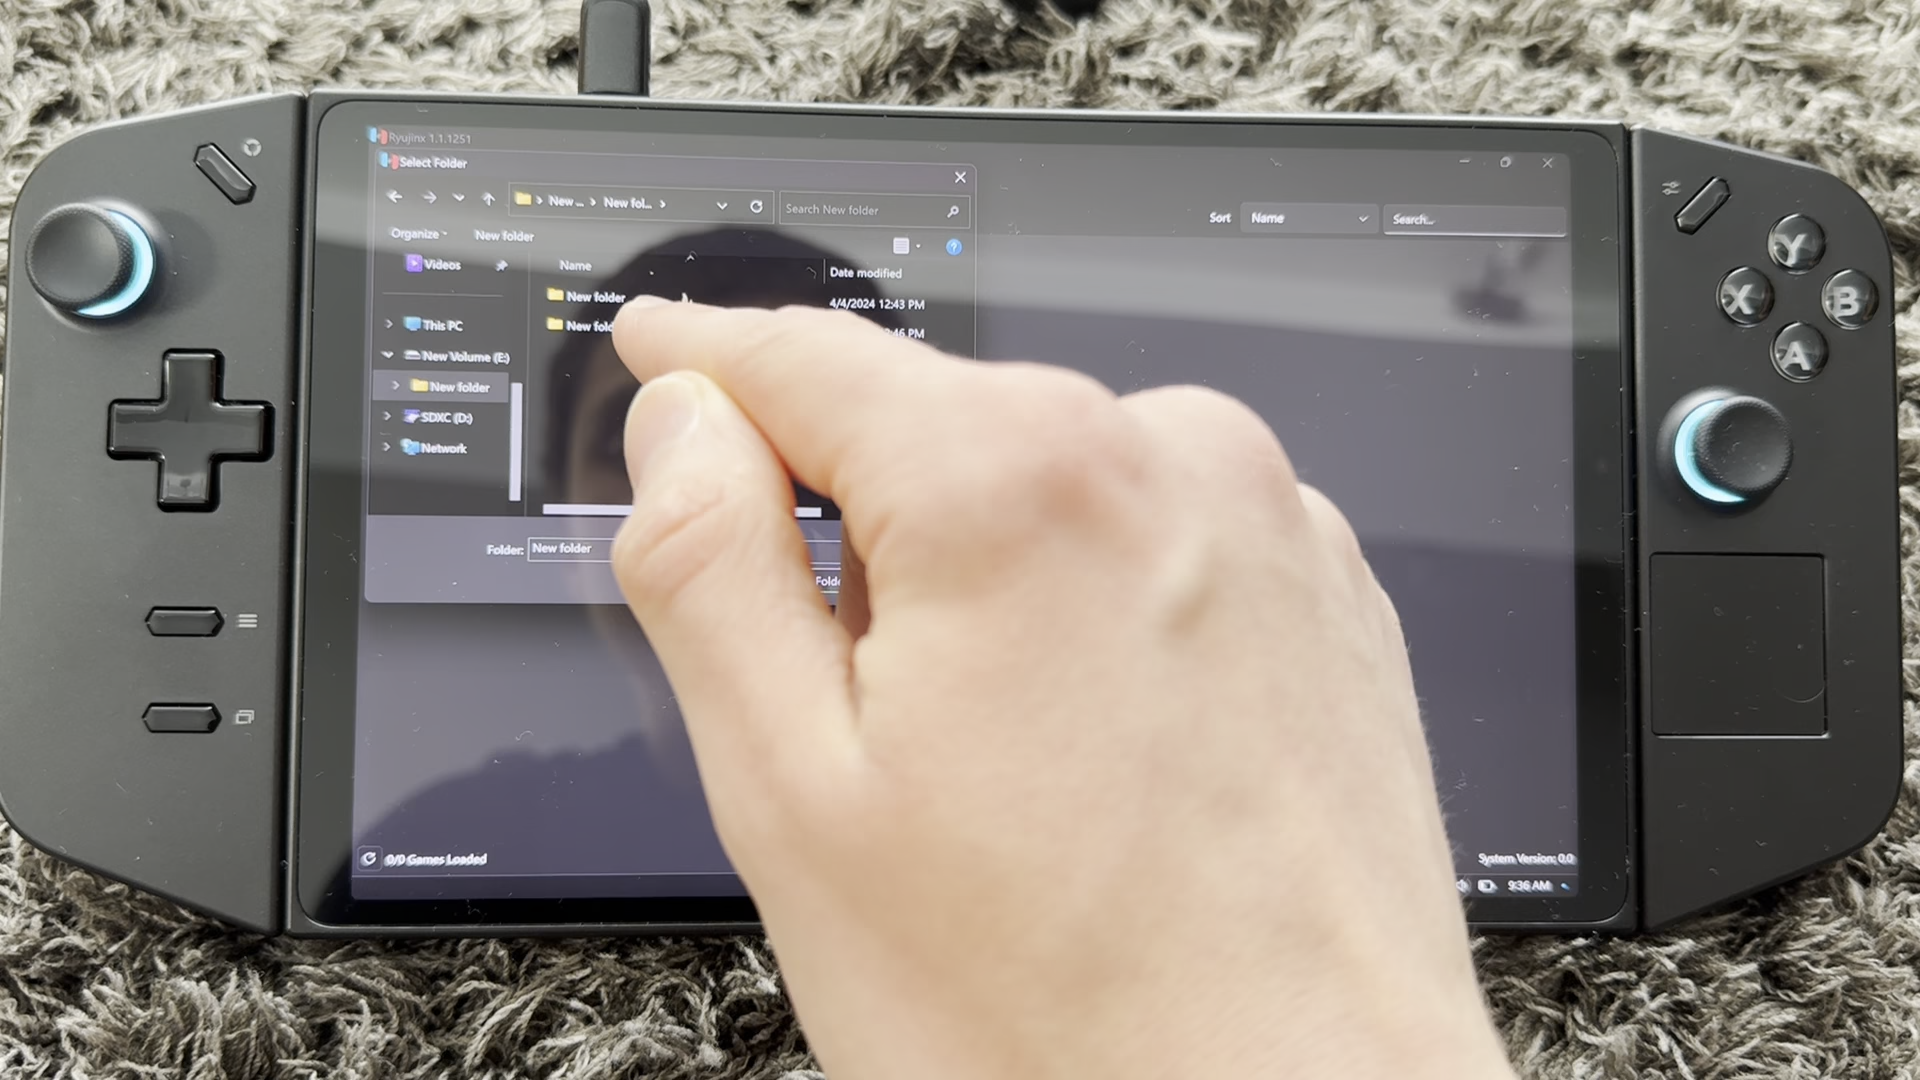 Ryujinx 1.1.1251
Select Folder
New ... > New fol... >
Search New folder
Sort
Name
Search...
Organize
New folder
Videos
Name
Date modified
New folder
4/4/2024 12:43 PM
This PC
New Volume (E:)
New folder
SDXC (D:)
Network
Folder:
New folder
0/0 Games Loaded
System Version: 0.0
9:36 AM
Y
X
B
A